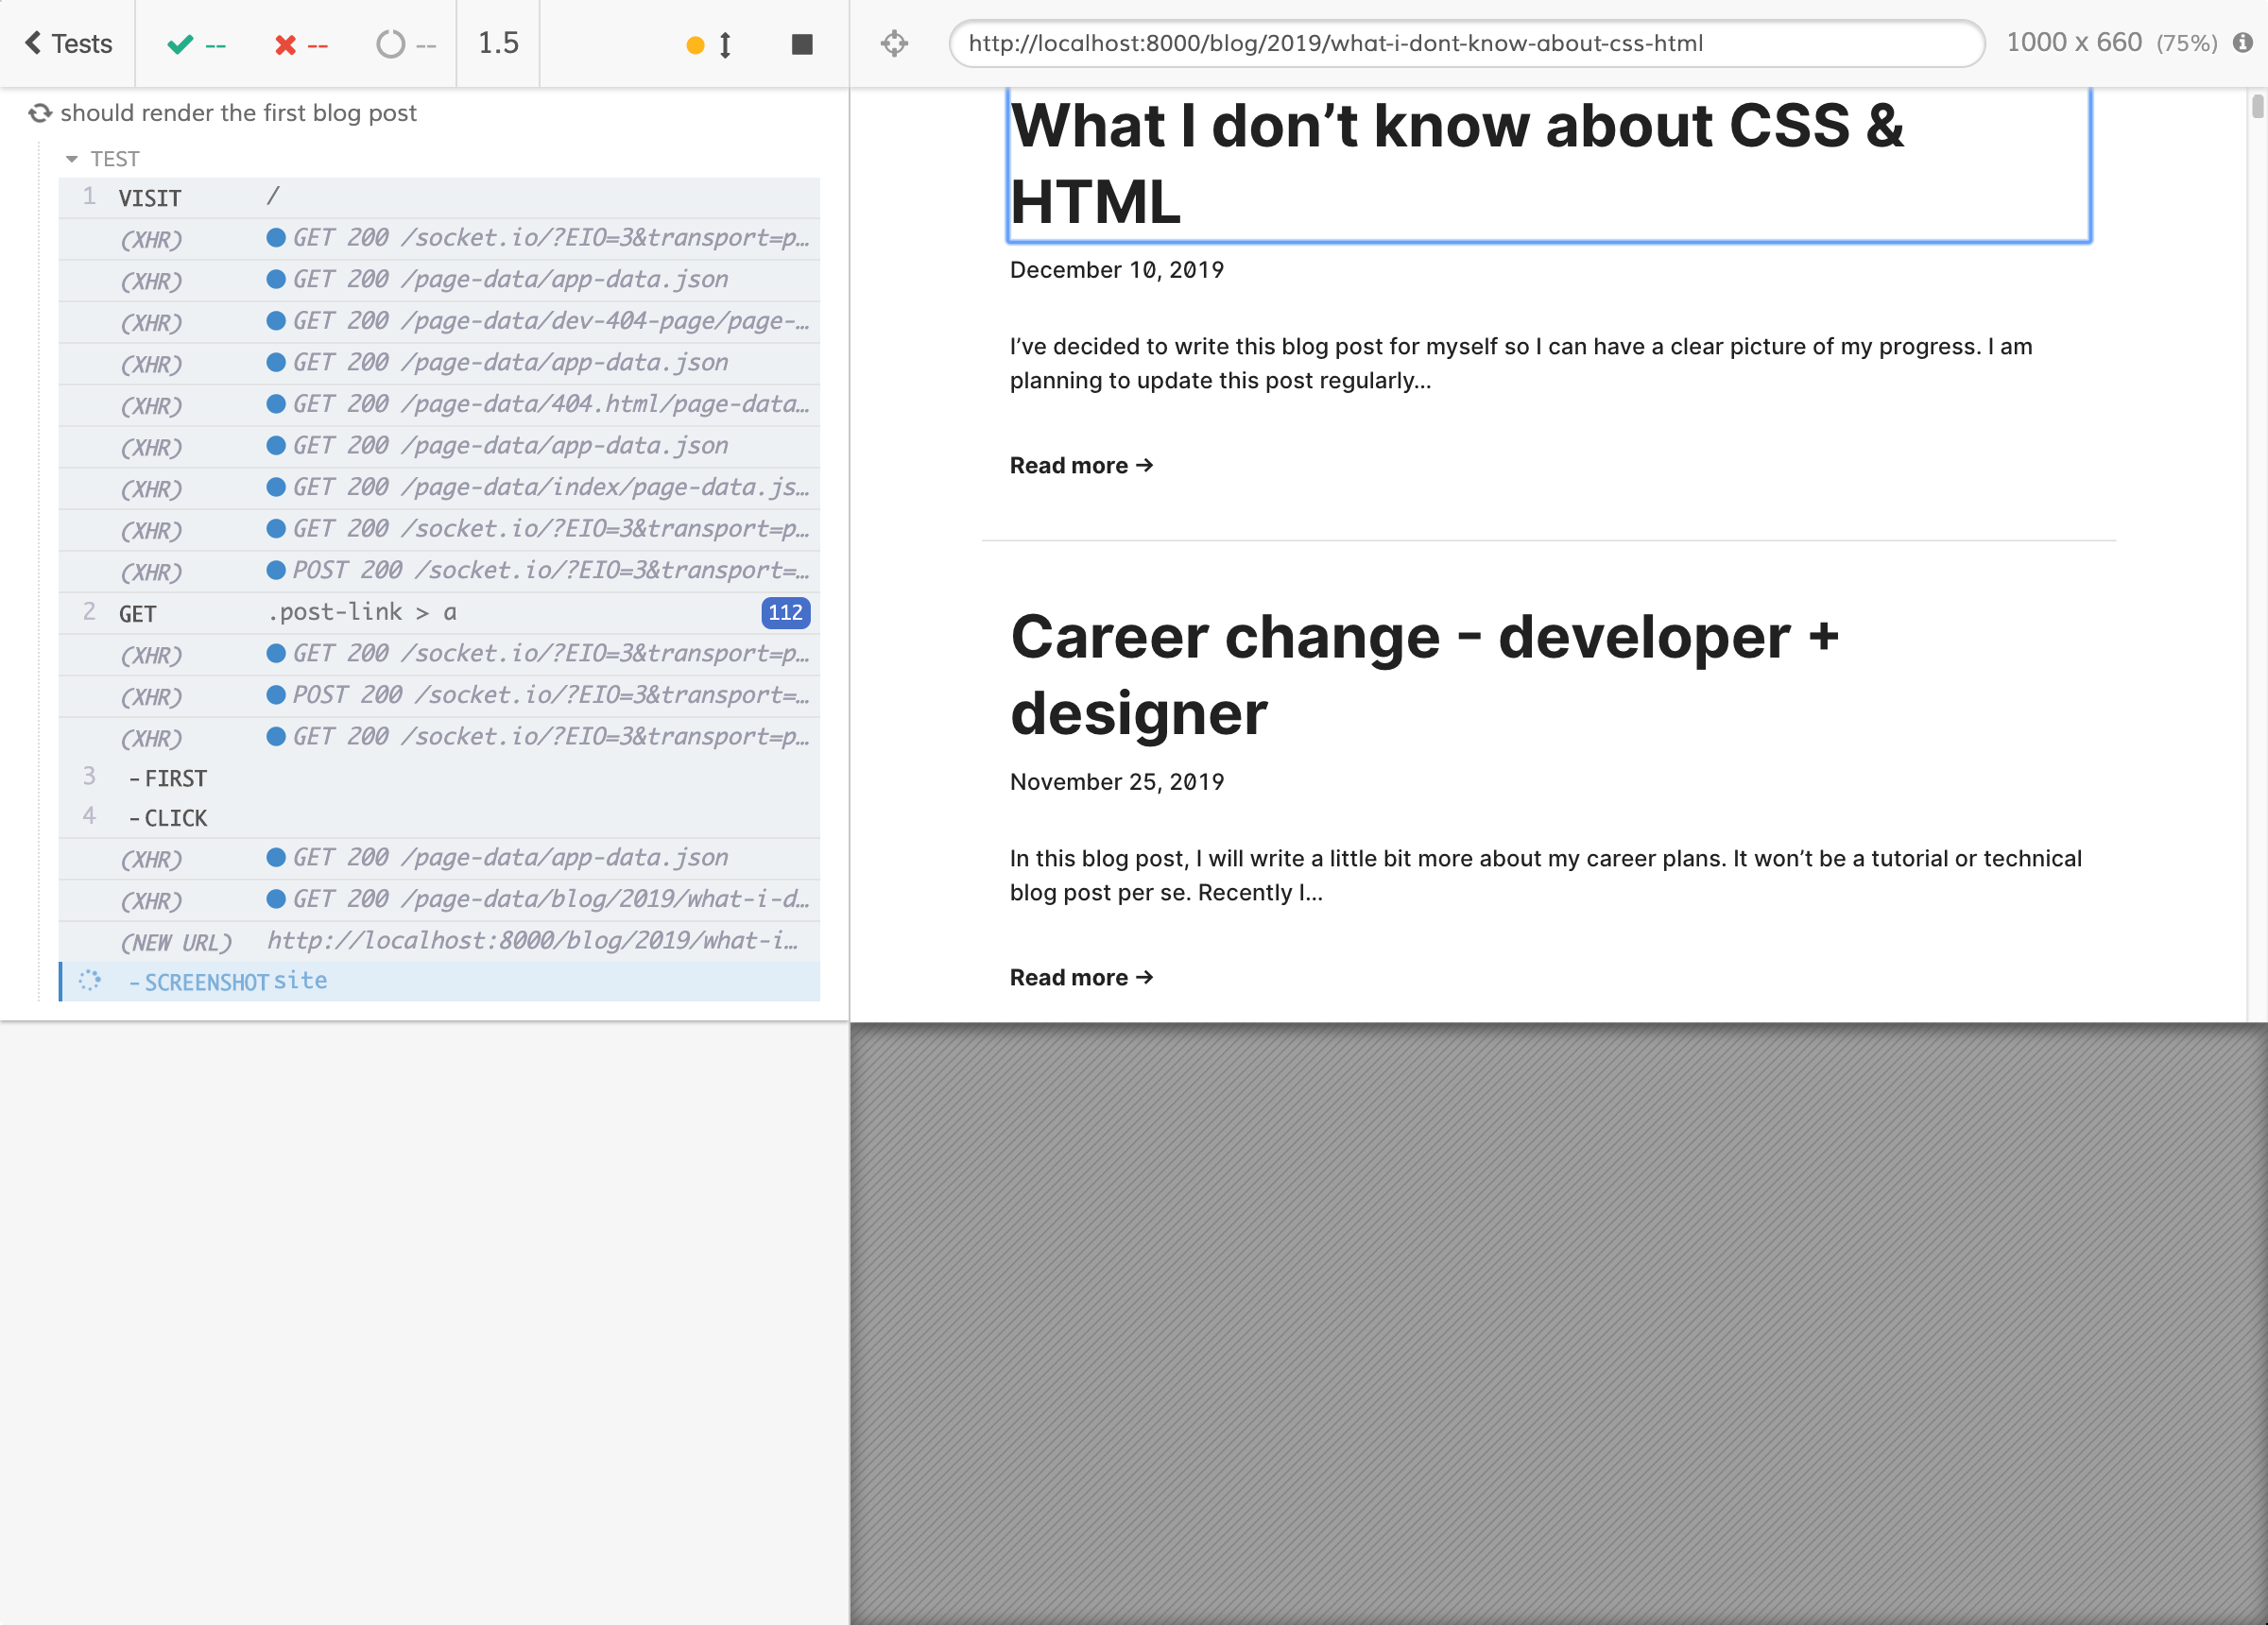 Tests -- -- -- 1.5
should render the first blog post
TEST
1 VISIT /
(XHR) GET 200 /socket.io/?EIO=3&transport=p...
(XHR) GET 200 /page-data/app-data.json
(XHR) GET 200 /page-data/dev-404-page/page-...
(XHR) GET 200 /page-data/app-data.json
(XHR) GET 200 /page-data/404.html/page-data...
(XHR) GET 200 /page-data/app-data.json
(XHR) GET 200 /page-data/index/page-data.js...
(XHR) GET 200 /socket.io/?EIO=3&transport=p...
(XHR) POST 200 /socket.io/?EIO=3&transport=...
2 GET .post-link > a 112
(XHR) GET 200 /socket.io/?EIO=3&transport=p...
(XHR) POST 200 /socket.io/?EIO=3&transport=...
(XHR) GET 200 /socket.io/?EIO=3&transport=p...
3 - FIRST
4 - CLICK
(XHR) GET 200 /page-data/app-data.json
(XHR) GET 200 /page-data/blog/2019/what-i-d...
(NEW URL) http://localhost:8000/blog/2019/what-i...
- SCREENSHOT site
http://localhost:8000/blog/2019/what-i-dont-know-about-css-html 1000 x 660 (75%)
What I don’t know about CSS &
HTML
December 10, 2019
I’ve decided to write this blog post for myself so I can have a clear picture of my progress. I am
planning to update this post regularly...
Read more →
Career change - developer +
designer
November 25, 2019
In this blog post, I will write a little bit more about my career plans. It won’t be a tutorial or technical
blog post per se. Recently I...
Read more →